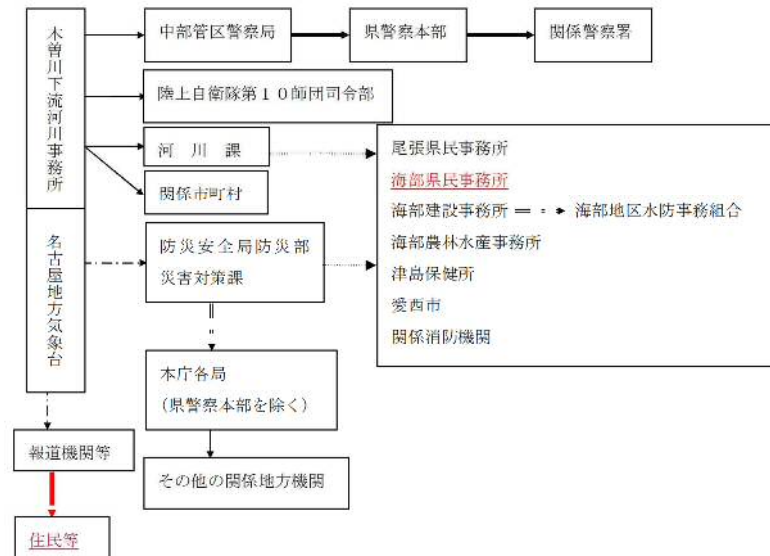 木曽川下流河川事務所
名古屋地方気象台
中部管区警察局
県警察本部
関係警察署
陸上自衛隊第１０師団司令部
河　川　課
関係市町村
防災安全局防災部
災害対策課
尾張県民事務所
海部県民事務所
海部建設事務所
海部地区水防事務組合
海部農林水産事務所
津島保健所
愛西市
関係消防機関
本庁各局
（県警察本部を除く）
報道機関等
その他の関係地方機関
住民等